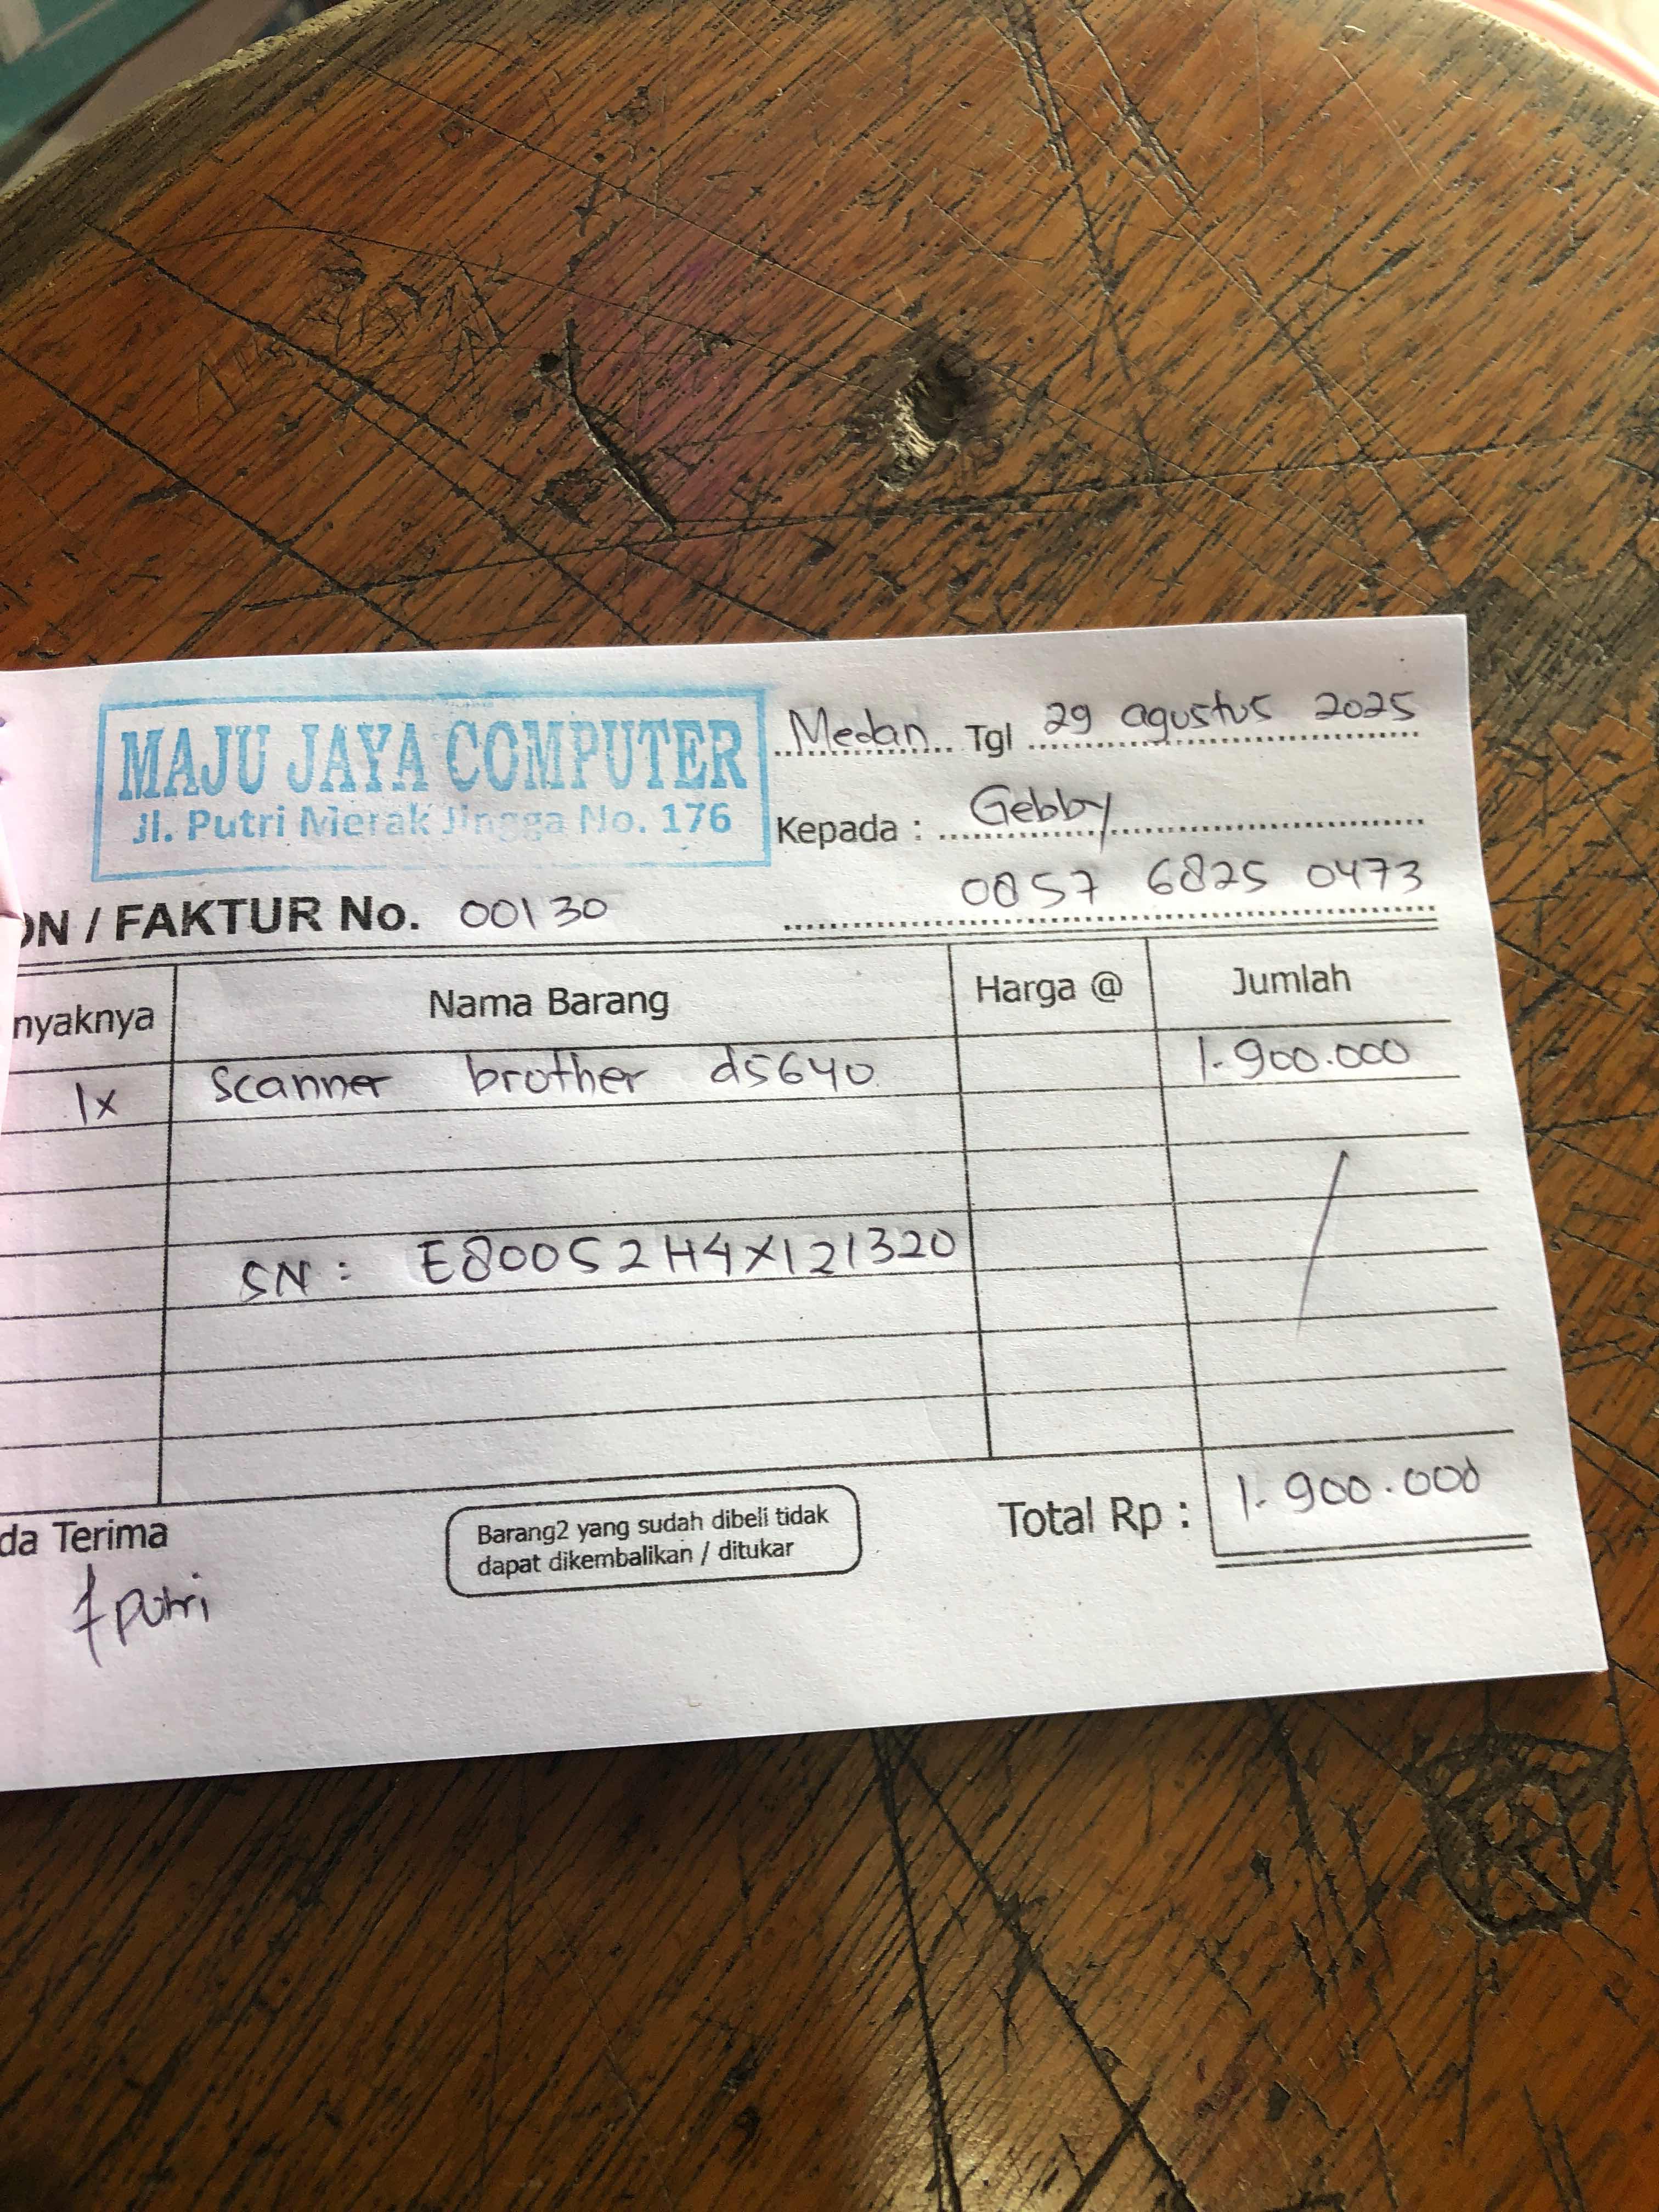 MAJU JAYA COMPUTER
Jl. Putri Merak Jingga No. 176
Medan Tgl 29 agustus 2025
Kepada : Gebby
0857 6825 0473
ON / FAKTUR No. 00130
nyaknya Nama Barang Harga @ Jumlah
1x scanner brother ds640 1.900.000
SN : E80052H4X121320
Total Rp : 1.900.000
da Terima
Barang2 yang sudah dibeli tidak
dapat dikembalikan / ditukar
putri